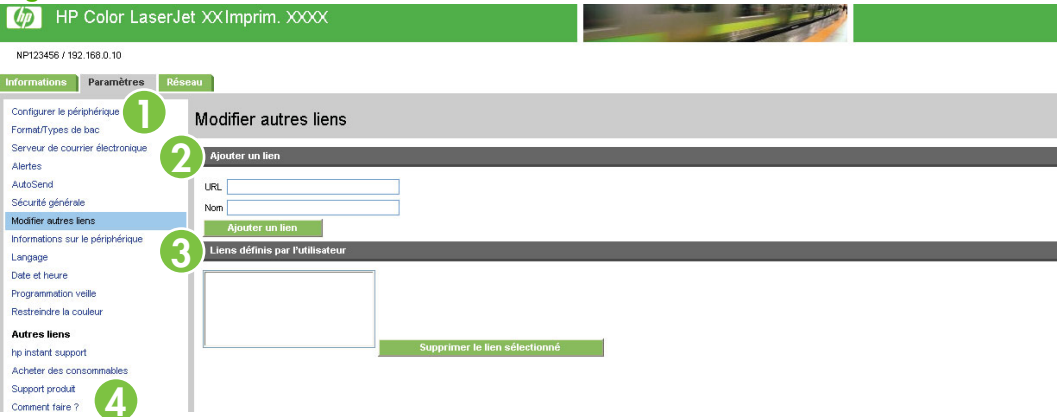 hp HP Color LaserJet XX Imprim. XXXX
NP123456 / 192.168.0.10
Informations Paramètres Réseau
Configurer le périphérique 1
Format/Types de bac
Serveur de courrier électronique
Alertes
AutoSend
Sécurité générale
Modifier autres liens
Informations sur le périphérique
Langage
Date et heure
Programmation veille
Restreindre la couleur
Autres liens
hp instant support
Acheter des consommables
Support produit
Comment faire ? 4
Modifier autres liens
2 Ajouter un lien
URL
Nom
Ajouter un lien
3 Liens définis par l'utilisateur
Supprimer le lien sélectionné